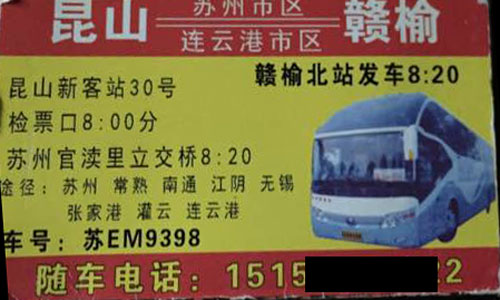 昆山 苏州市区 赣榆
连云港市区
赣榆北站发车8:20
昆山新客站30号
检票口8:00分
苏州官渎里立交桥8:20
途径：苏州 常熟 南通 江阴 无锡
张家港 灌云 连云港
车号：苏EM9398
随车电话：1515 22